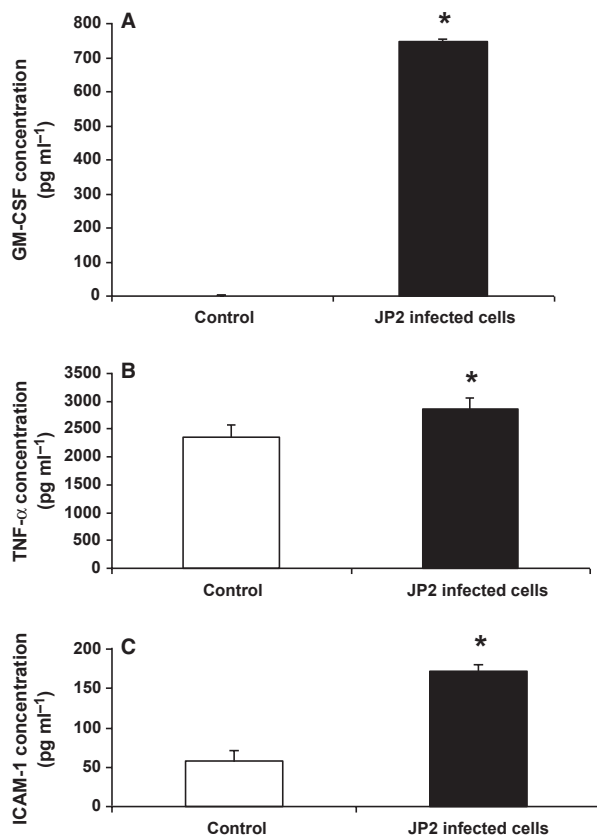 A
GM-CSF concentration
(pg ml⁻¹)
800
700
600
500
400
300
200
100
0
*
Control
JP2 infected cells
B
TNF-α concentration
(pg ml⁻¹)
3500
3000
2500
2000
1500
1000
500
0
*
Control
JP2 infected cells
C
ICAM-1 concentration
(pg ml⁻¹)
200
150
100
50
0
*
Control
JP2 infected cells